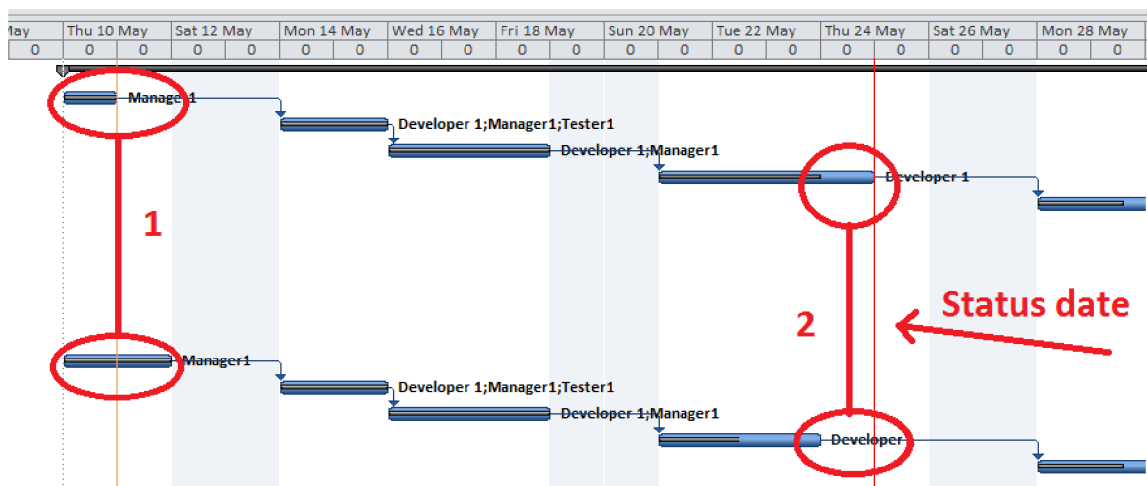 May Thu 10 May Sat 12 May Mon 14 May Wed 16 May Fri 18 May Sun 20 May Tue 22 May Thu 24 May Sat 26 May Mon 28 May
0 0 0 0 0 0 0 0 0 0 0 0 0 0 0 0 0 0 0 0 0
Manager1
Developer 1;Manager1;Tester1
Developer 1;Manager1
Developer 1
1
2
Status date
Manager1
Developer 1;Manager1;Tester1
Developer 1;Manager1
Developer